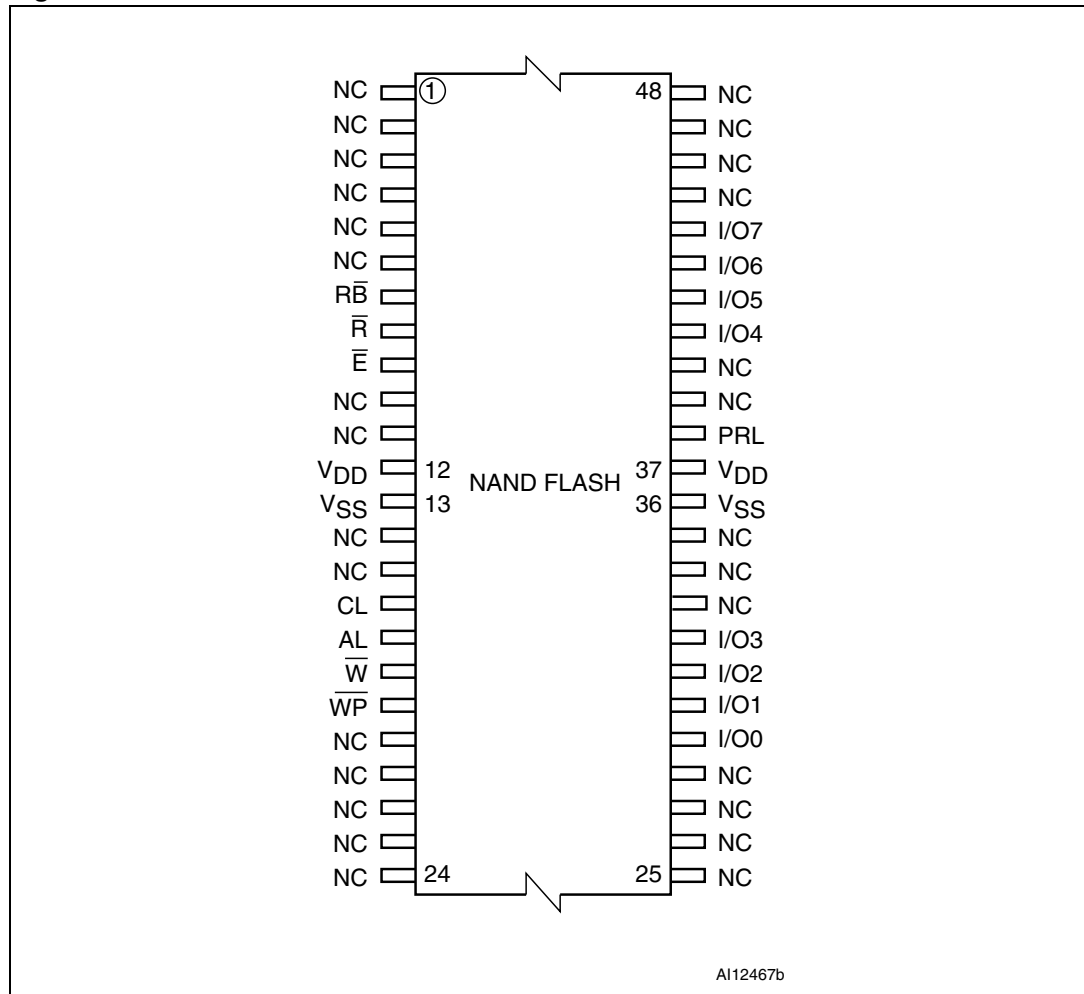 NC 1 48 NC
NC NC
NC NC
NC NC
NC I/O7
NC I/O6
RB̅ I/O5
R̅ I/O4
E̅ NC
NC NC
NC PRL
VDD 12 NAND FLASH 37 VDD
VSS 13 36 VSS
NC NC
NC NC
CL NC
AL I/O3
W̅ I/O2
W̅P̅ I/O1
NC I/O0
NC NC
NC NC
NC NC
NC 24 25 NC
AI12467b